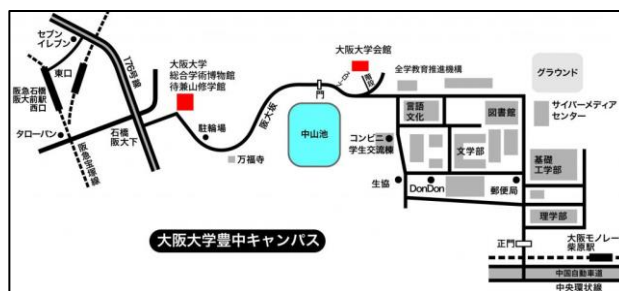 セブン
イレブン
176号線
東口
阪急石橋
阪大前駅
西口
タローパン
阪急宝塚線
石橋
阪大下
大阪大学
総合学術博物館
待兼山修学館
駐輪場
万福寺
阪大坂
門
中山池
大阪大学会館
全学教育推進機構
言語
文化
図書館
グラウンド
サイバーメディア
センター
コンビニ
学生交流棟
文学部
基礎
工学部
生協
DonDon
郵便局
理学部
正門
大阪モノレール
柴原駅
中国自動車道
中央環状線
大阪大学豊中キャンパス